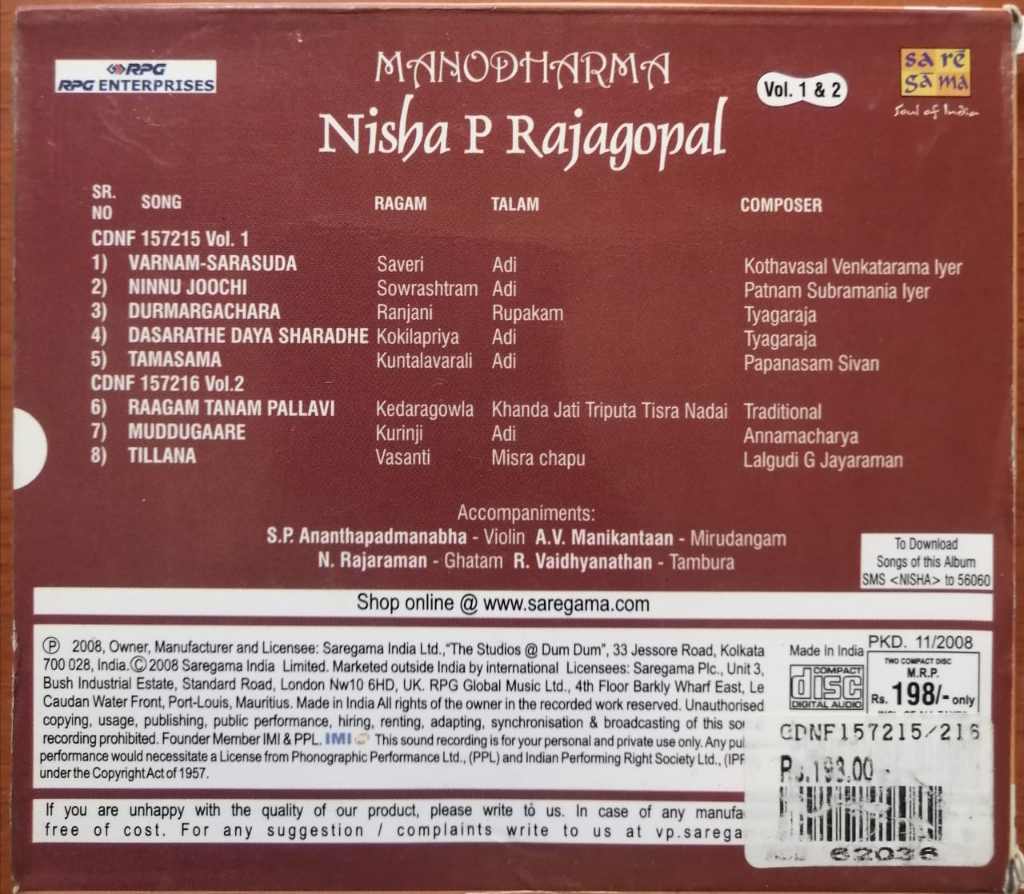 RPG
RPG ENTERPRISES
MANODHARMA
Vol. 1 & 2
sa rē
gā ma
Soul of India
Nisha P Rajagopal
SR. NO SONG RAGAM TALAM COMPOSER
CDNF 157215 Vol. 1
1) VARNAM-SARASUDA Saveri Adi Kothavasal Venkatarama Iyer
2) NINNU JOOCHI Sowrashtram Adi Patnam Subramania Iyer
3) DURMARGACHARA Ranjani Rupakam Tyagaraja
4) DASARATHE DAYA SHARADHE Kokilapriya Adi Tyagaraja
5) TAMASAMA Kuntalavarali Adi Papanasam Sivan
CDNF 157216 Vol.2
6) RAAGAM TANAM PALLAVI Kedaragowla Khanda Jati Triputa Tisra Nadai Traditional
7) MUDDUGAARE Kurinji Adi Annamacharya
8) TILLANA Vasanti Misra chapu Lalgudi G Jayaraman
Accompaniments:
S.P. Ananthapadmanabha - Violin A.V. Manikantaan - Mirudangam
N. Rajaraman - Ghatam R. Vaidhyanathan - Tambura
To Download
Songs of this Album
SMS <NISHA> to 56060
Shop online @ www.saregama.com
Ⓟ 2008, Owner, Manufacturer and Licensee: Saregama India Ltd.,"The Studios @ Dum Dum", 33 Jessore Road, Kolkata
700 028, India.© 2008 Saregama India Limited. Marketed outside India by international Licensees: Saregama Plc., Unit 3,
Bush Industrial Estate, Standard Road, London Nw10 6HD, UK. RPG Global Music Ltd., 4th Floor Barkly Wharf East, Le
Caudan Water Front, Port-Louis, Mauritius. Made in India All rights of the owner in the recorded work reserved. Unauthorised
copying, usage, publishing, public performance, hiring, renting, adapting, synchronisation & broadcasting of this
recording prohibited. Founder Member IMI & PPL. IMI This sound recording is for your personal and private use only. Any
performance would necessitate a License from Phonographic Performance Ltd., (PPL) and Indian Performing Right Society Ltd.,
under the Copyright Act of 1957.
Made in India
COMPACT
disc
DIGITAL AUDIO
PKD. 11/2008
TWO COMPACT DISC
M.R.P.
Rs. 198/- only
CDNF157215/216
Rs.193.00
62036
If you are unhappy with the quality of our product, please write to us. In case of any
free of cost. For any suggestion / complaints write to us at